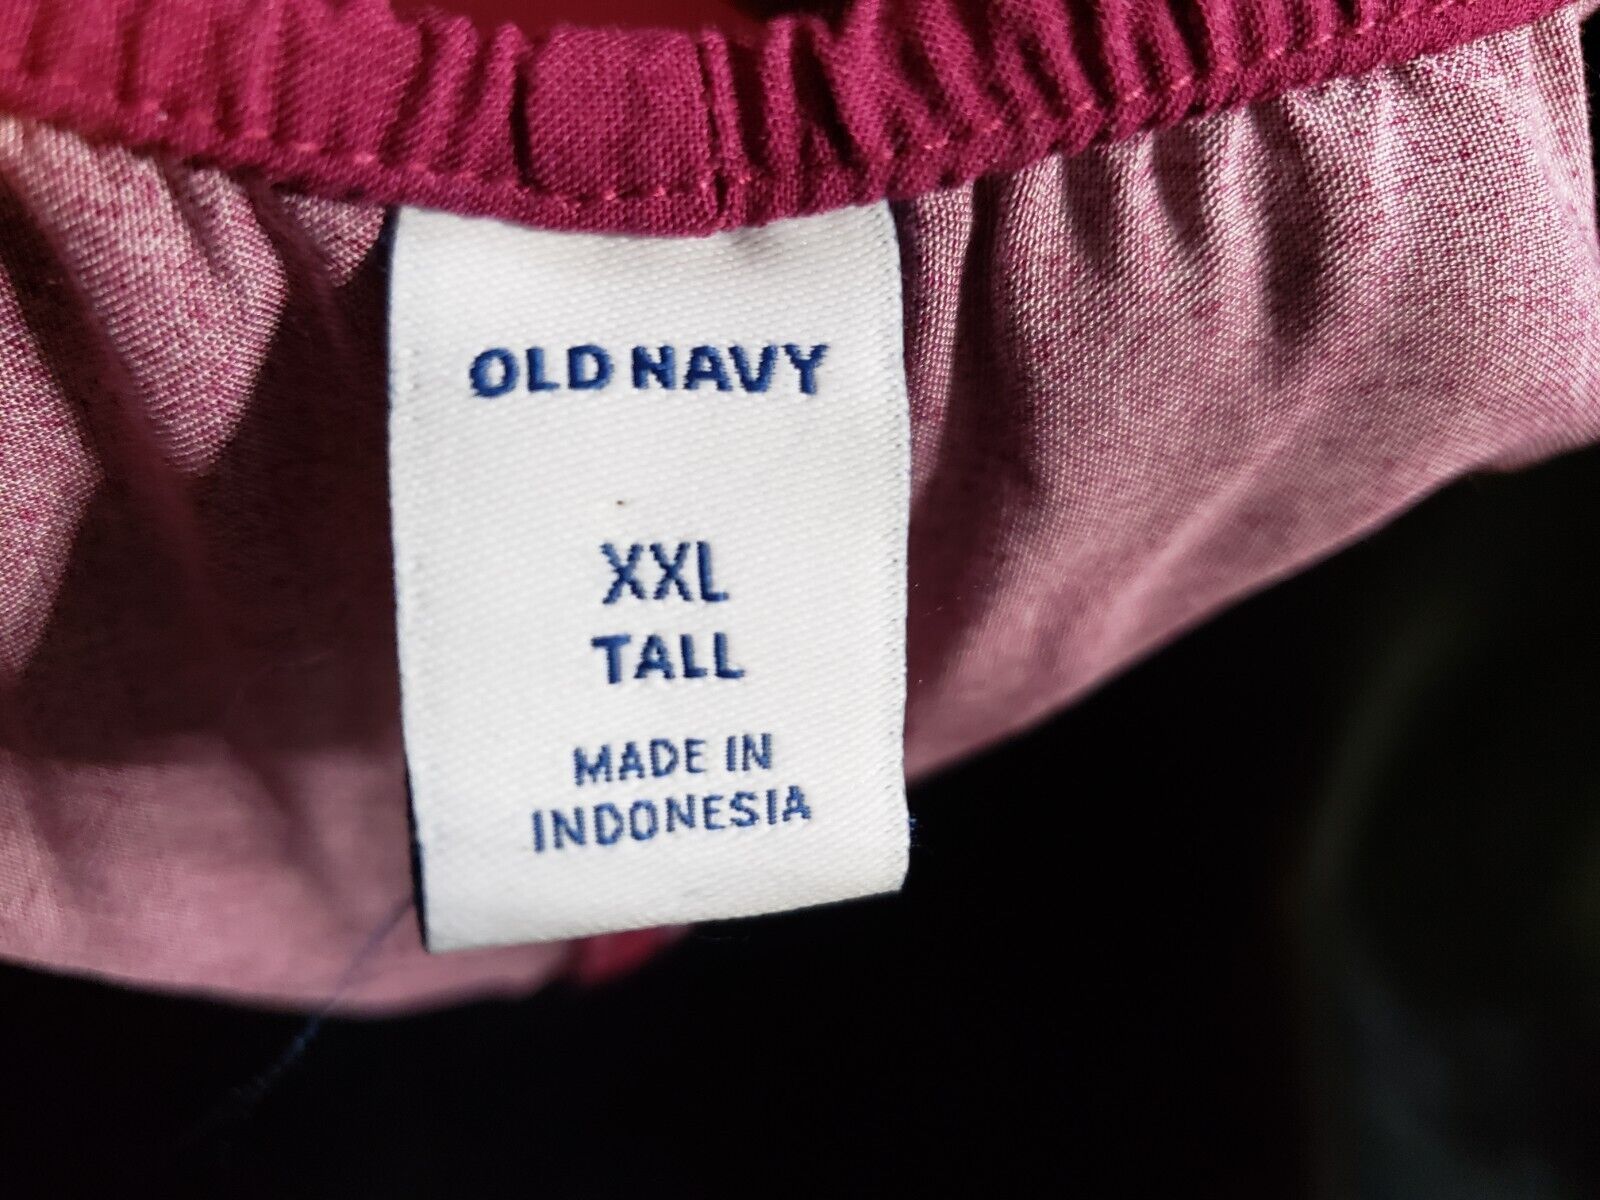 OLD NAVY
XXL
TALL
MADE IN
INDONESIA